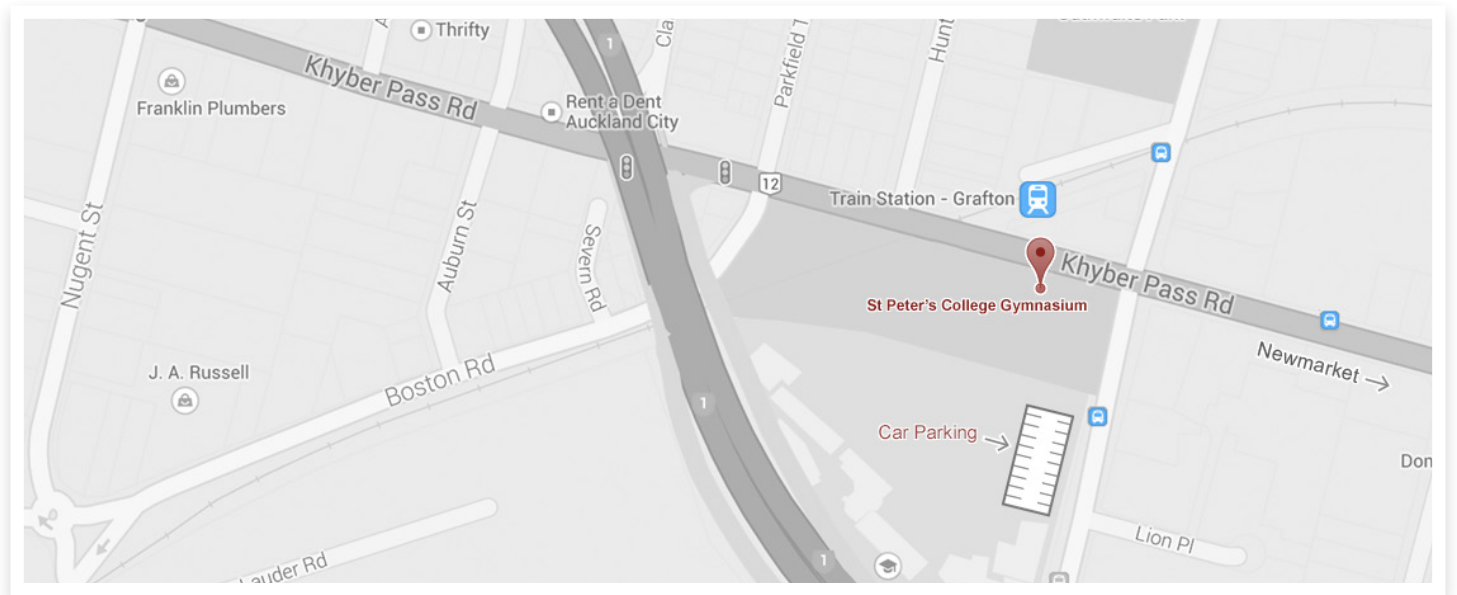 Thrifty
1
Cla
Parkfield T
Hunt
Khyber Pass Rd
Franklin Plumbers
Rent a Dent
Auckland City
12
Train Station - Grafton
Nugent St
Auburn St
Severn Rd
Khyber Pass Rd
St Peter's College Gymnasium
Newmarket
J. A. Russell
Boston Rd
1
Car Parking
Don
Lion Pl
Lauder Rd
1